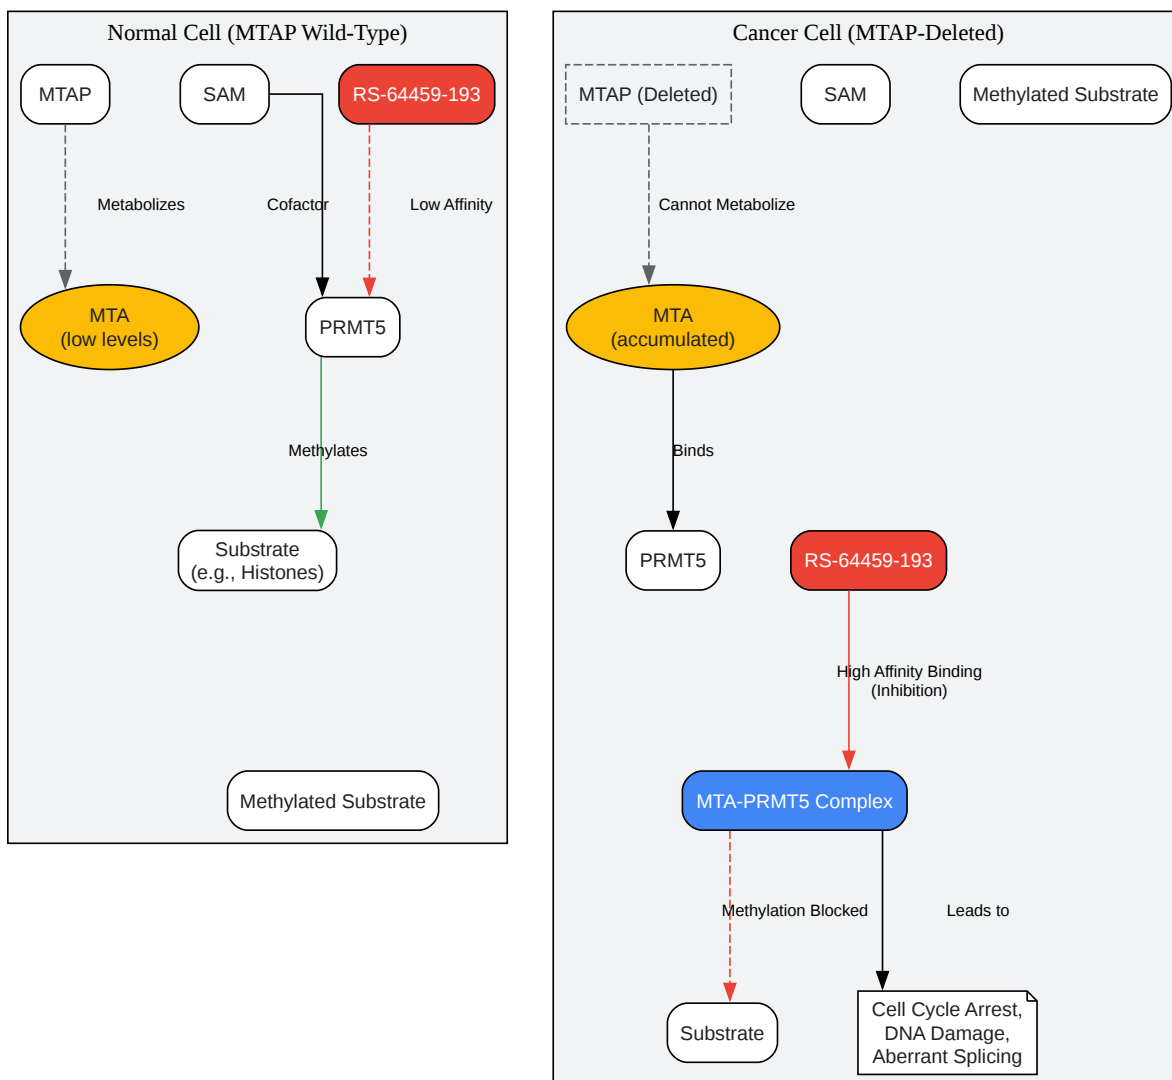 Normal Cell (MTAP Wild-Type)
MTAP
SAM
RS-64459-193
Metabolizes
Cofactor
Low Affinity
MTA
(low levels)
PRMT5
Methylates
Substrate
(e.g., Histones)
Methylated Substrate
Cancer Cell (MTAP-Deleted)
MTAP (Deleted)
SAM
Methylated Substrate
Cannot Metabolize
MTA
(accumulated)
Binds
PRMT5
RS-64459-193
High Affinity Binding
(Inhibition)
MTA-PRMT5 Complex
Methylation Blocked
Leads to
Substrate
Cell Cycle Arrest,
DNA Damage,
Aberrant Splicing